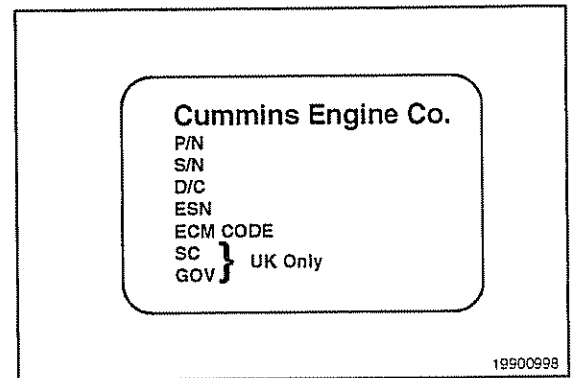 Cummins Engine Co.
P/N
S/N
D/C
ESN
ECM CODE
SC
GOV } UK Only
19900998